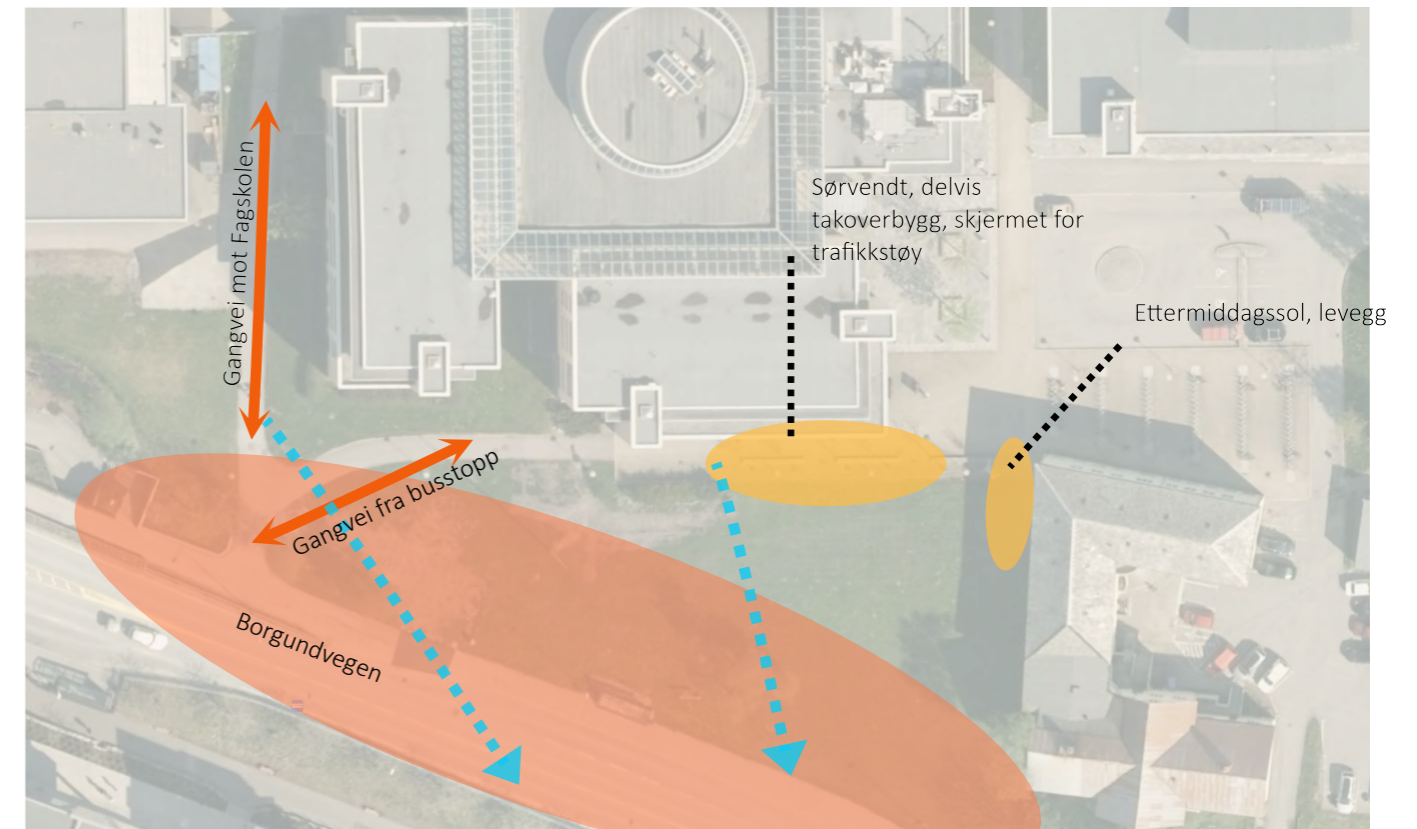 Sørvendt, delvis
takoverbygg, skjermet for
trafikkstøy
Ettermiddagssol, levegg
Gangvei mot Fagskolen
Gangvei fra busstopp
Borgundvegen